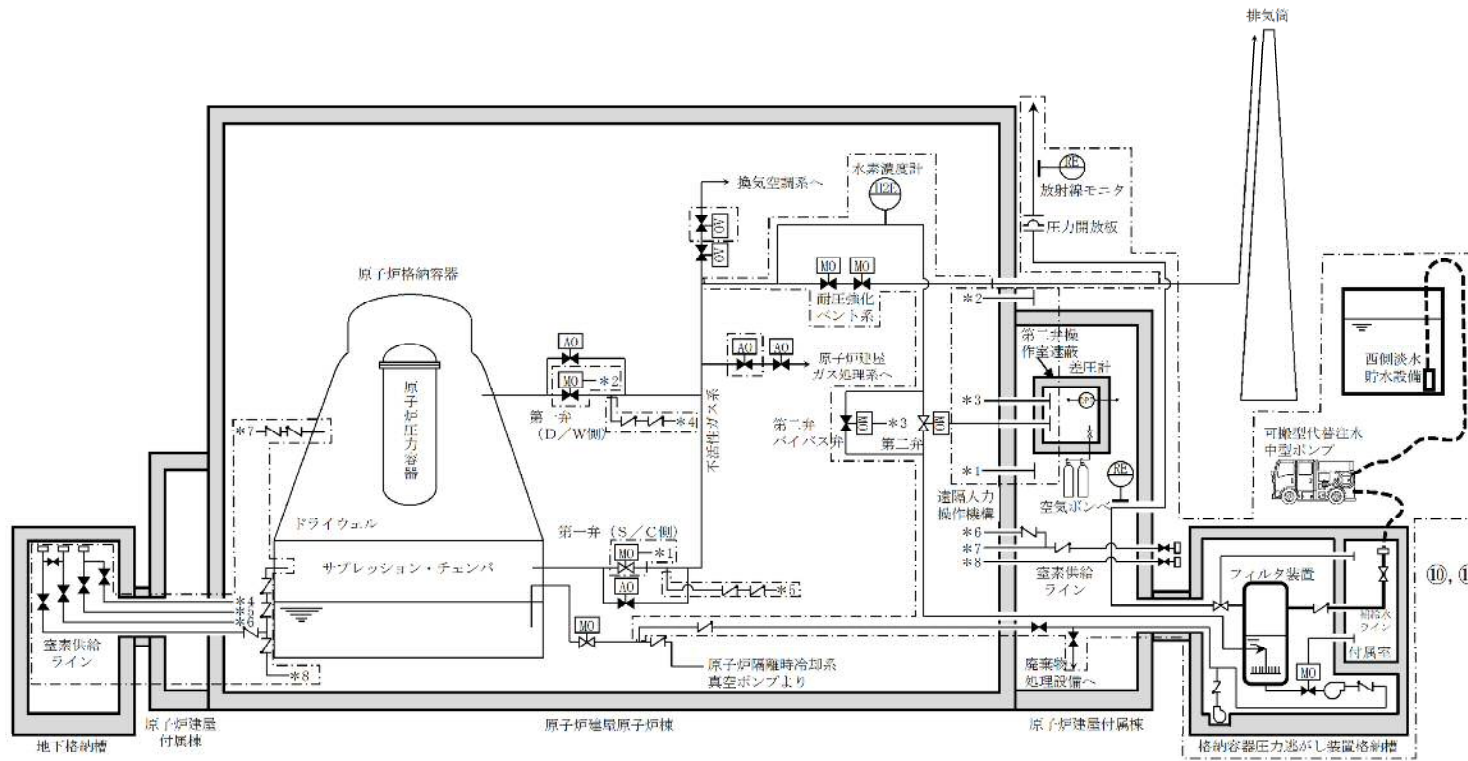 排気筒
水素濃度計
H2E
RE
放射線モニタ
換気空調系へ
AO
AO
圧力開放板
原子炉格納容器
MO
MO
耐圧強化
ベント系
*2
第二弁操
作室遮蔽
差圧計
西側淡水
貯水設備
AO
AO
AO
原子炉建屋
ガス処理系へ
原子炉圧力容器
MO
*2
*4
第一弁
(D/W側)
不活性ガス系
*3
第二弁
バイパス弁
MO
*3
第二弁
MO
可搬型代替注水
中型ポンプ
*7
RE
*1
遠隔人力
操作機構
空気ボンベ
ドライウェル
第一弁 (S/C側)
MO
*1
*6
*7
*8
窒素供給
ライン
サプレッション・チェンバ
AO
*5
フィルタ装置
*4
*5
*6
窒素供給
ライン
*8
MO
補給水
ライン
付属室
MO
原子炉隔離時冷却系
真空ポンプより
廃棄物
処理設備へ
原子炉建屋
付属棟
原子炉建屋原子炉棟
原子炉建屋付属棟
地下格納槽
格納容器圧力逃がし装置格納槽